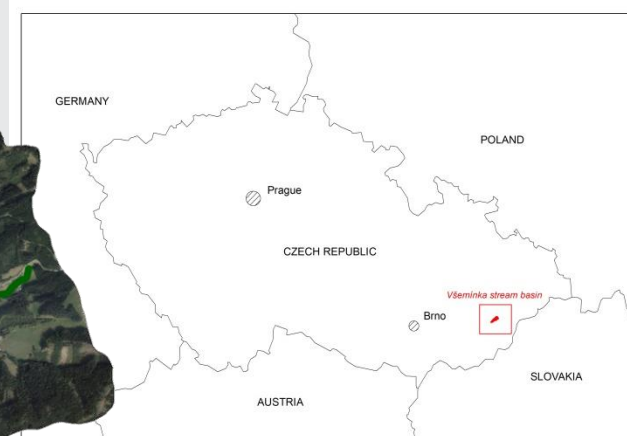 GERMANY
POLAND
Prague
CZECH REPUBLIC
Všemínka stream basin
Brno
SLOVAKIA
AUSTRIA